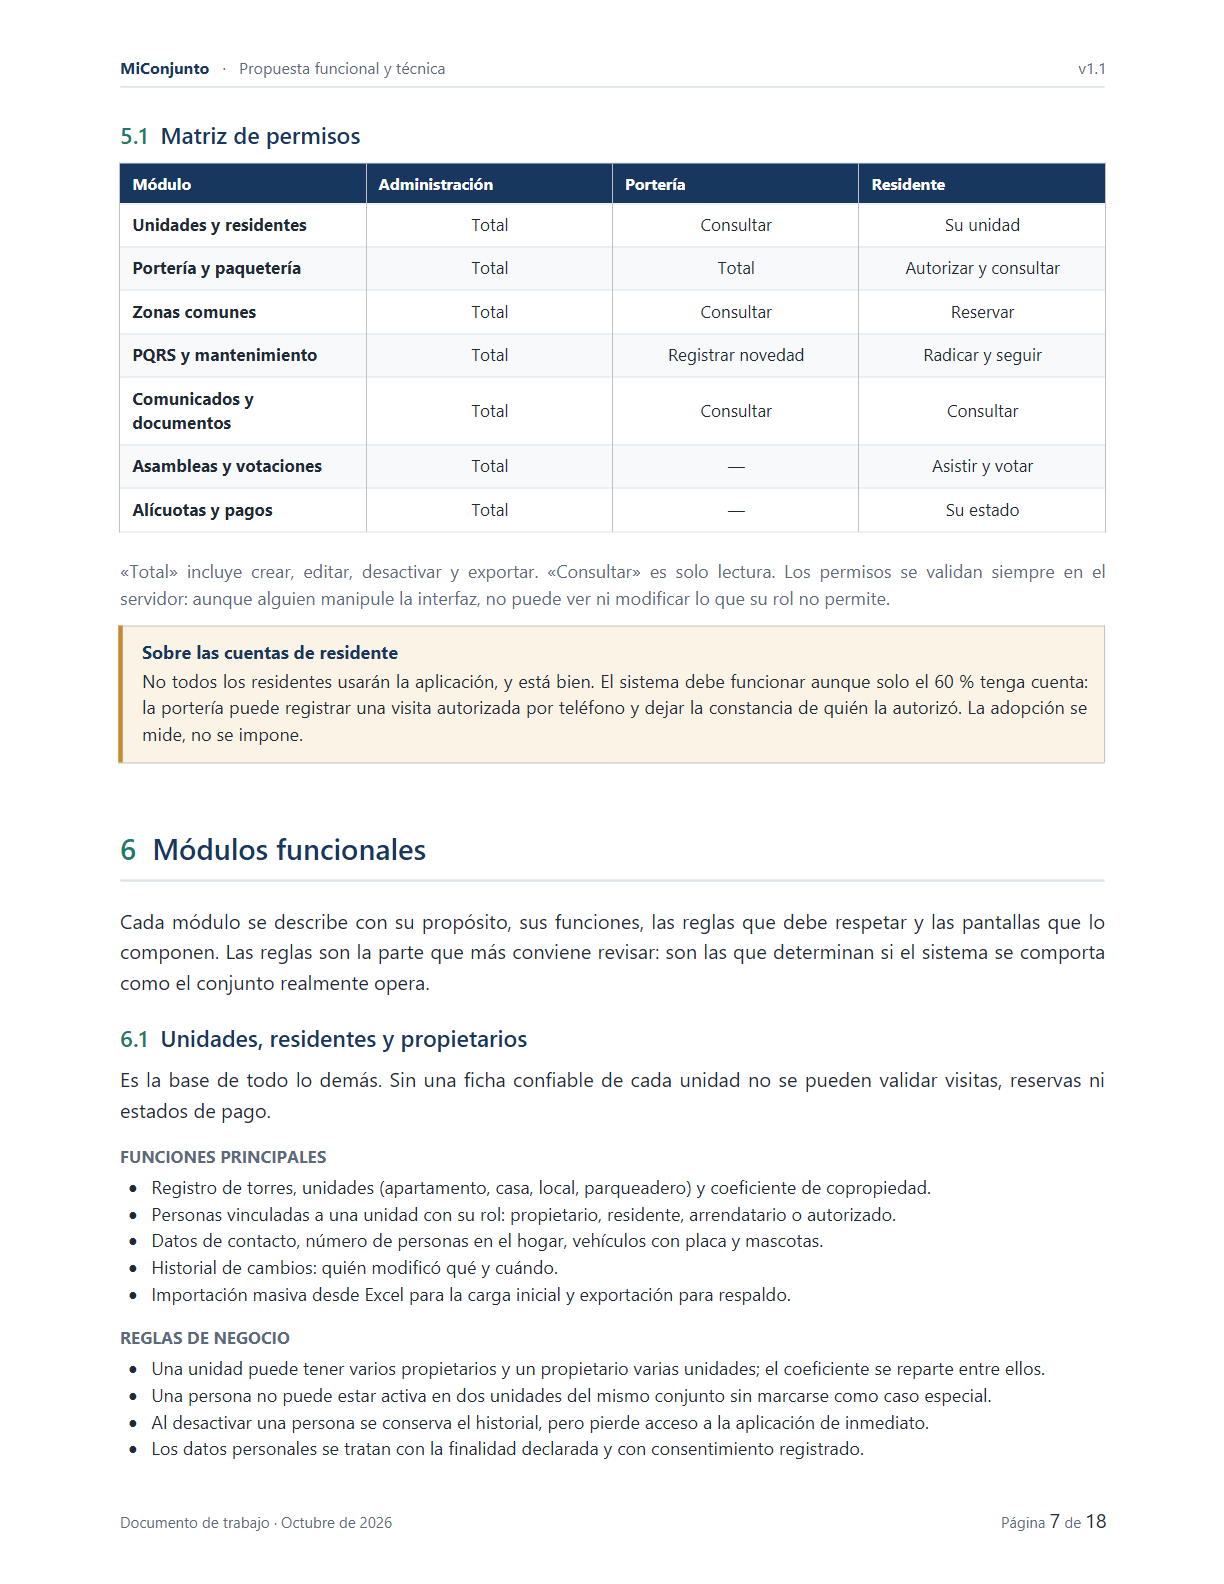 MiConjunto · Propuesta funcional y técnica v1.1
5.1 Matriz de permisos
Módulo Administración Portería Residente
Unidades y residentes Total Consultar Su unidad
Portería y paquetería Total Total Autorizar y consultar
Zonas comunes Total Consultar Reservar
PQRS y mantenimiento Total Registrar novedad Radicar y seguir
Comunicados y
documentos Total Consultar Consultar
Asambleas y votaciones Total — Asistir y votar
Alícuotas y pagos Total — Su estado
«Total» incluye crear, editar, desactivar y exportar. «Consultar» es solo lectura. Los permisos se validan siempre en el
servidor: aunque alguien manipule la interfaz, no puede ver ni modificar lo que su rol no permite.
Sobre las cuentas de residente
No todos los residentes usarán la aplicación, y está bien. El sistema debe funcionar aunque solo el 60 % tenga cuenta:
la portería puede registrar una visita autorizada por teléfono y dejar la constancia de quién la autorizó. La adopción se
mide, no se impone.
6 Módulos funcionales
Cada módulo se describe con su propósito, sus funciones, las reglas que debe respetar y las pantallas que lo
componen. Las reglas son la parte que más conviene revisar: son las que determinan si el sistema se comporta
como el conjunto realmente opera.
6.1 Unidades, residentes y propietarios
Es la base de todo lo demás. Sin una ficha confiable de cada unidad no se pueden validar visitas, reservas ni
estados de pago.
FUNCIONES PRINCIPALES
• Registro de torres, unidades (apartamento, casa, local, parqueadero) y coeficiente de copropiedad.
• Personas vinculadas a una unidad con su rol: propietario, residente, arrendatario o autorizado.
• Datos de contacto, número de personas en el hogar, vehículos con placa y mascotas.
• Historial de cambios: quién modificó qué y cuándo.
• Importación masiva desde Excel para la carga inicial y exportación para respaldo.
REGLAS DE NEGOCIO
• Una unidad puede tener varios propietarios y un propietario varias unidades; el coeficiente se reparte entre ellos.
• Una persona no puede estar activa en dos unidades del mismo conjunto sin marcarse como caso especial.
• Al desactivar una persona se conserva el historial, pero pierde acceso a la aplicación de inmediato.
• Los datos personales se tratan con la finalidad declarada y con consentimiento registrado.
Documento de trabajo · Octubre de 2026 Página 7 de 18